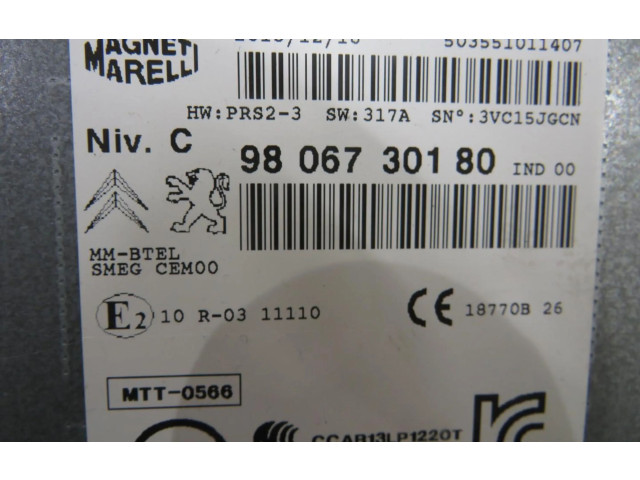 MAGNETI
MARELLI
503551011407
HW:PRS2-3 SW:317A SN°:3VC15JGCN
Niv. C 98 067 301 80 IND 00
MM-BTEL
SMEG CEM00
E2 10 R-03 11110
CE 18770B 26
MTT-0566
CCAB13LP1220T